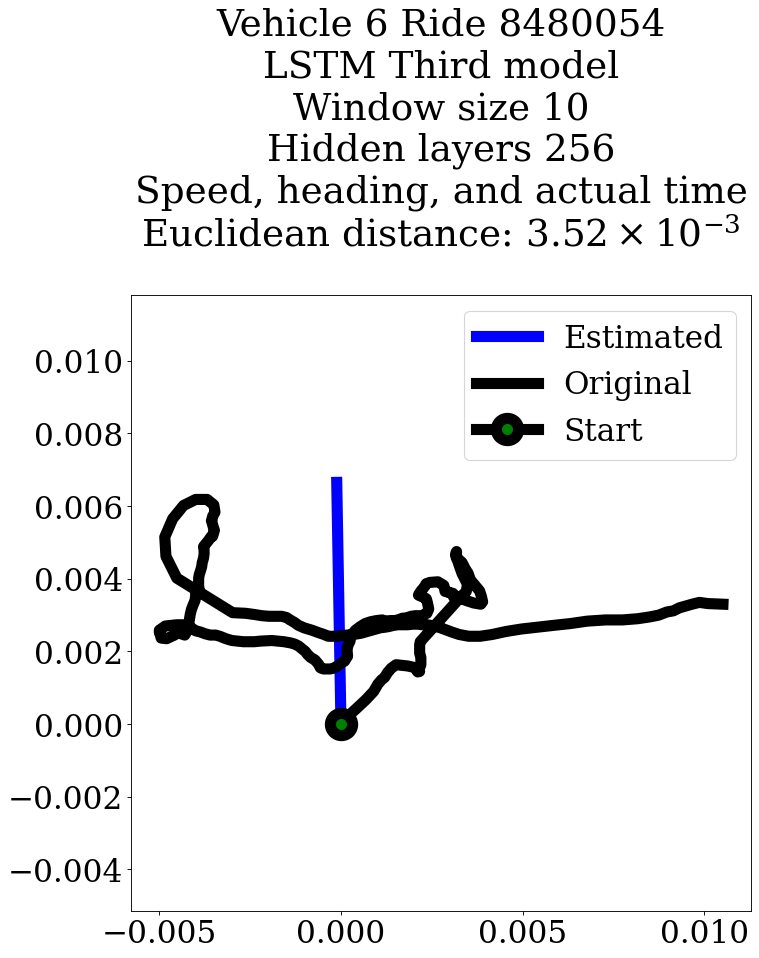 Vehicle 6 Ride 8480054
LSTM Third model
Window size 10
Hidden layers 256
Speed, heading, and actual time
Euclidean distance: 3.52 × 10⁻³
Estimated
Original
Start
0.010
0.008
0.006
0.004
0.002
0.000
−0.002
−0.004
−0.005 0.000 0.005 0.010